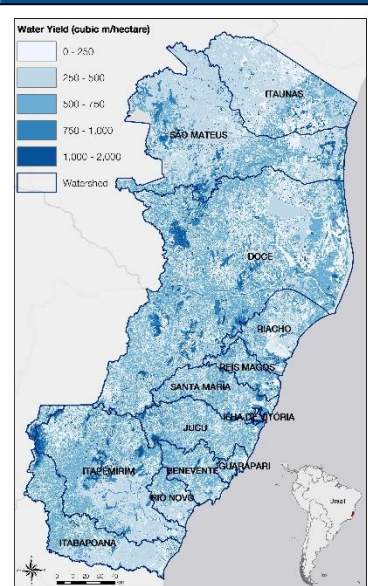 Water Yield (cubic m/hectare)
0 - 250
250 - 500
500 - 750
750 - 1,000
1,000 - 2,000
Watershed
ITAUNAS
SAO MATEUS
DOCE
RIACHO
REIS MAGOS
SANTA MARIA
ILHA DE VITORIA
JUCU
GUARAPARI
ITAPEMIRIM
BENEVENTE
RIO NOVO
ITABAPOANA
Brazil